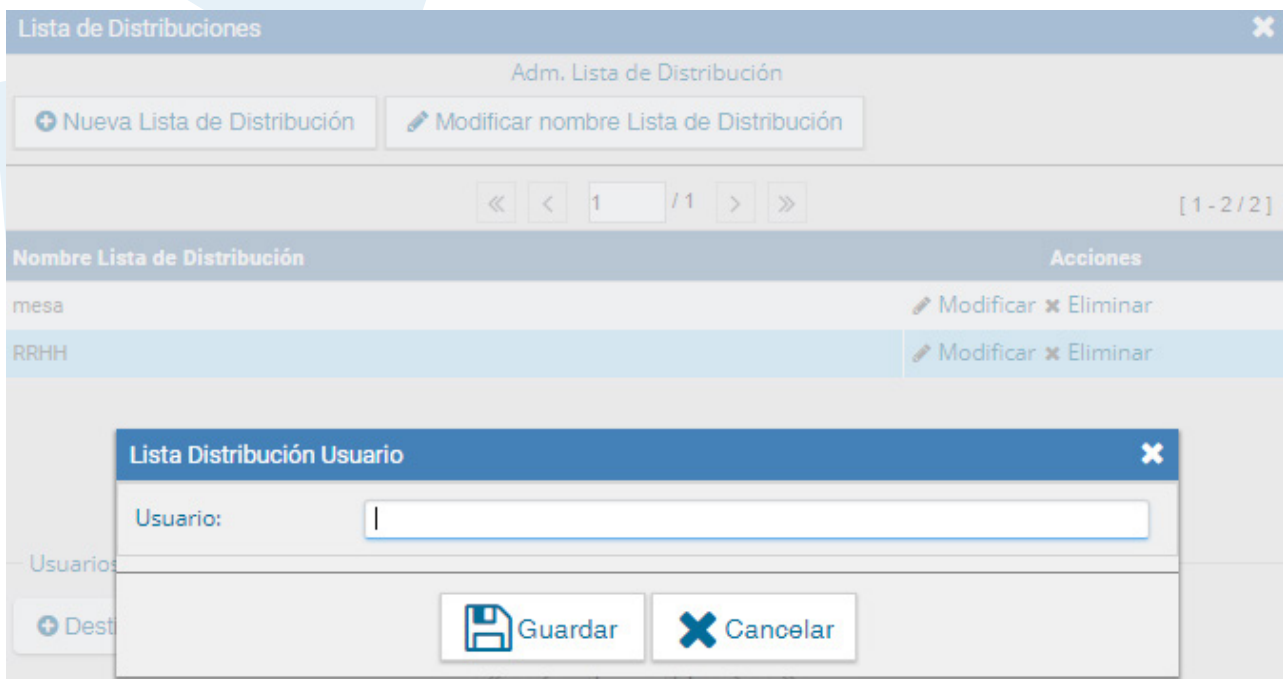 Lista de Distribuciones
Adm. Lista de Distribución
Nueva Lista de Distribución Modificar nombre Lista de Distribución
1 / 1 [ 1 - 2 / 2 ]
Nombre Lista de Distribución Acciones
mesa Modificar Eliminar
RRHH Modificar Eliminar
Lista Distribución Usuario
Usuario:
Usuarios
Guardar Cancelar